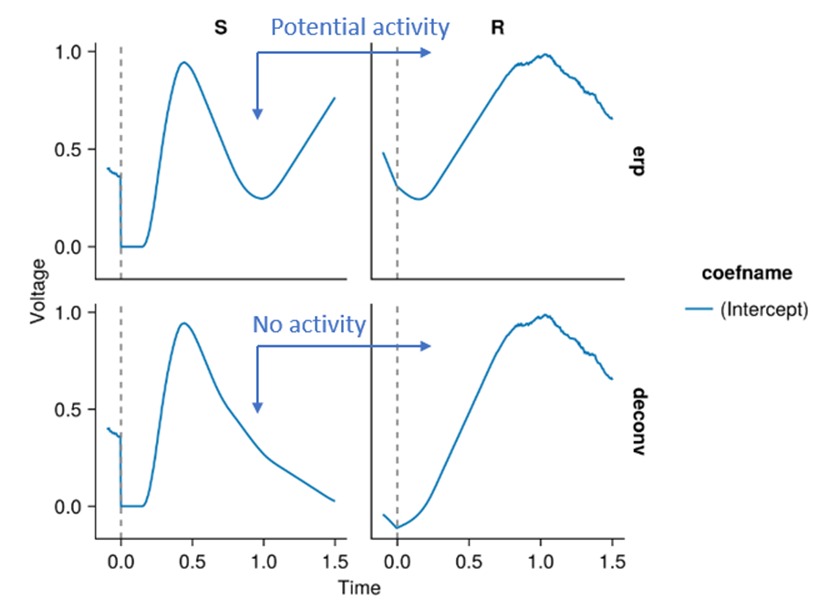 S
Potential activity
R
1.0
0.5
0.0
erp
Voltage
coefname
(Intercept)
1.0
0.5
0.0
No activity
deconv
0.0 0.5 1.0 1.5
0.0 0.5 1.0 1.5
Time